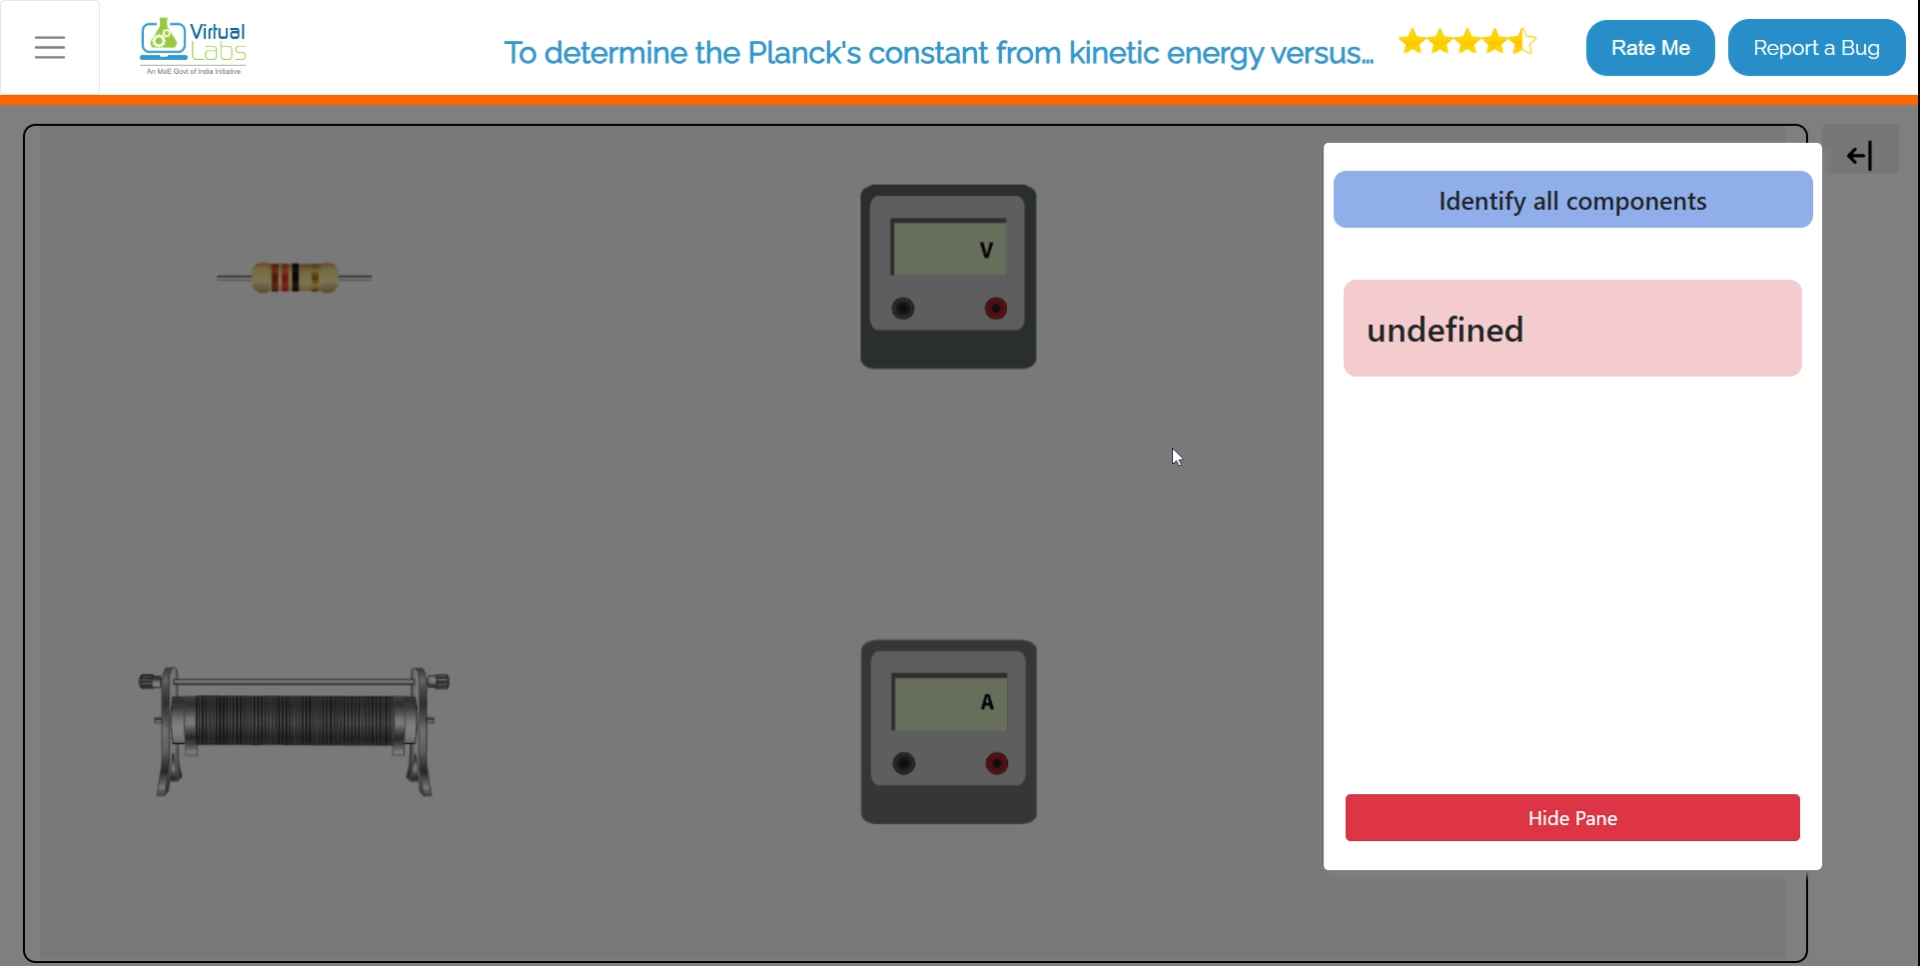 Virtual
Labs
An MoE Govt of India Initiative
To determine the Planck's constant from kinetic energy versus...
Rate Me
Report a Bug
Identify all components
V
undefined
A
Hide Pane